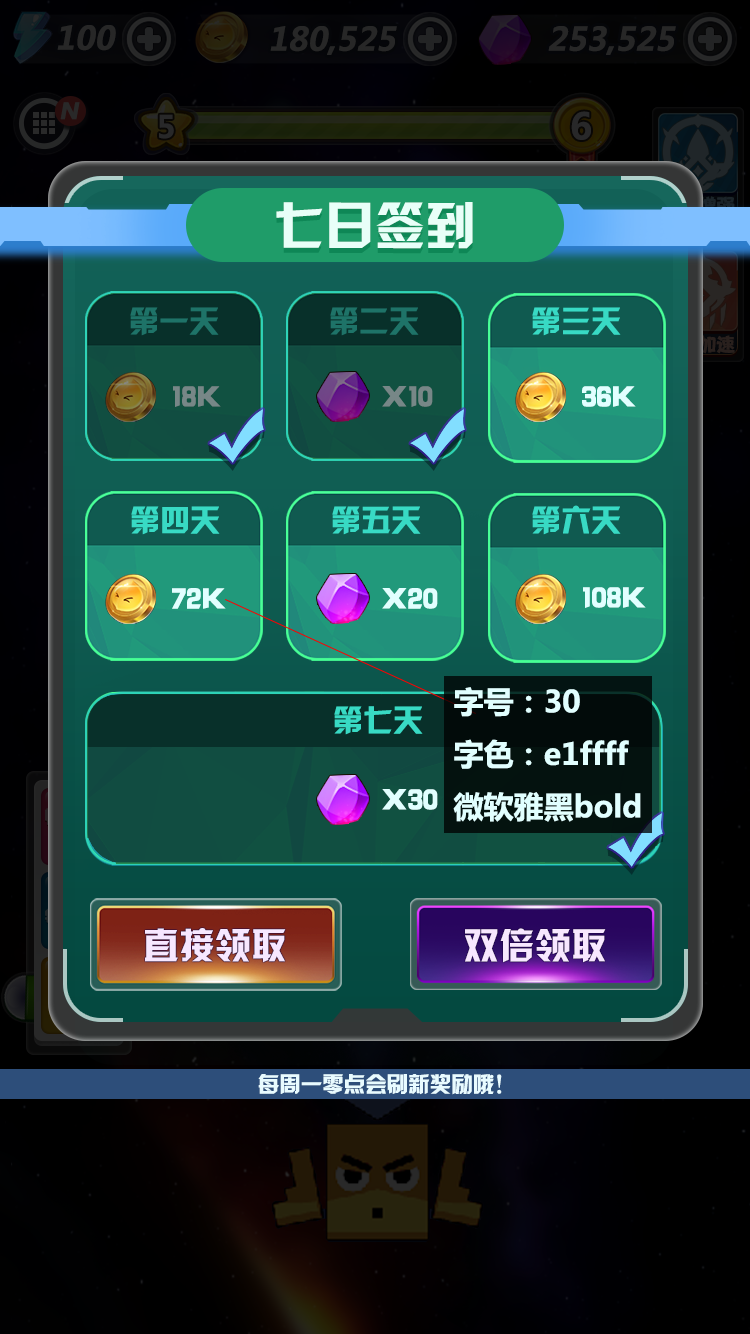 100
180,525
253,525
N
5
6
七日签到
第一天
第二天
第三天
18K
X10
36K
加速
第四天
第五天
第六天
72K
X20
108K
第七天
X30
字号：30
字色：e1ffff
微软雅黑bold
直接领取
双倍领取
每周一零点会刷新奖励哦！